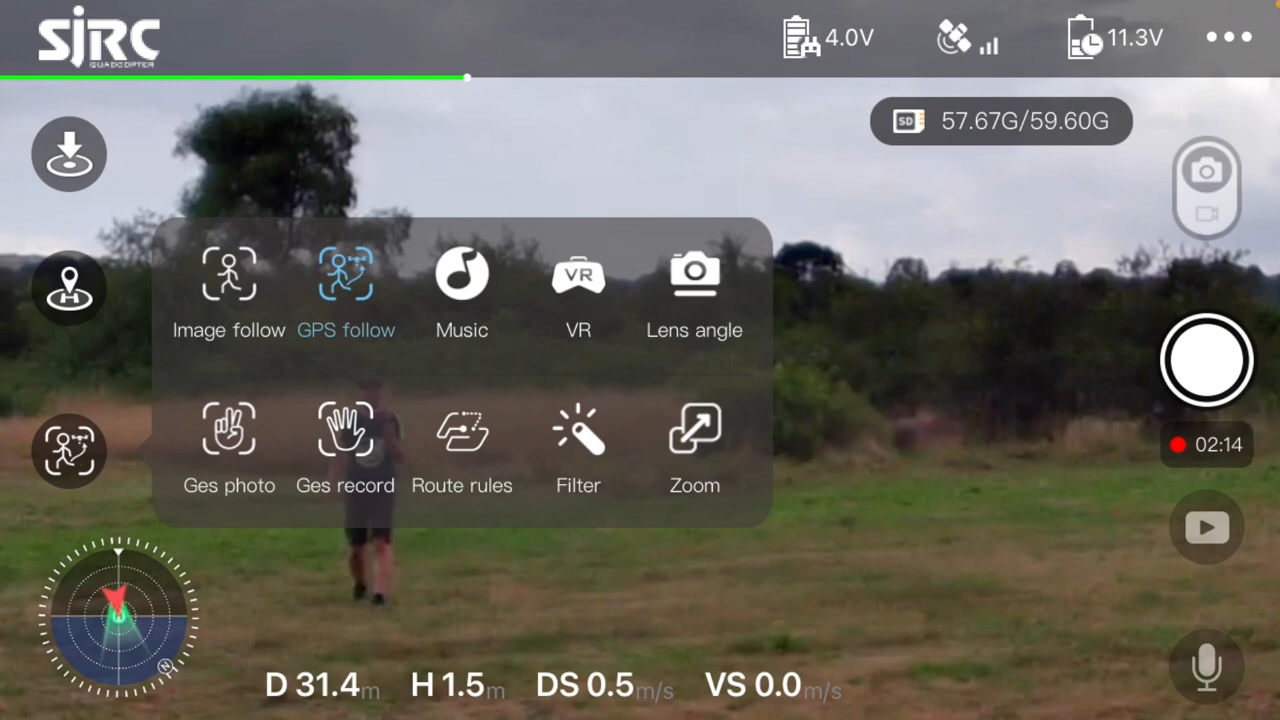 SJRC
QUADCOPTER
4.0V
11.3V
SD 57.67G/59.60G
Image follow GPS follow Music VR VR Lens angle
Ges photo Ges record Route rules Filter Zoom
02:14
H
N
D 31.4m H 1.5m DS 0.5m/s VS 0.0m/s